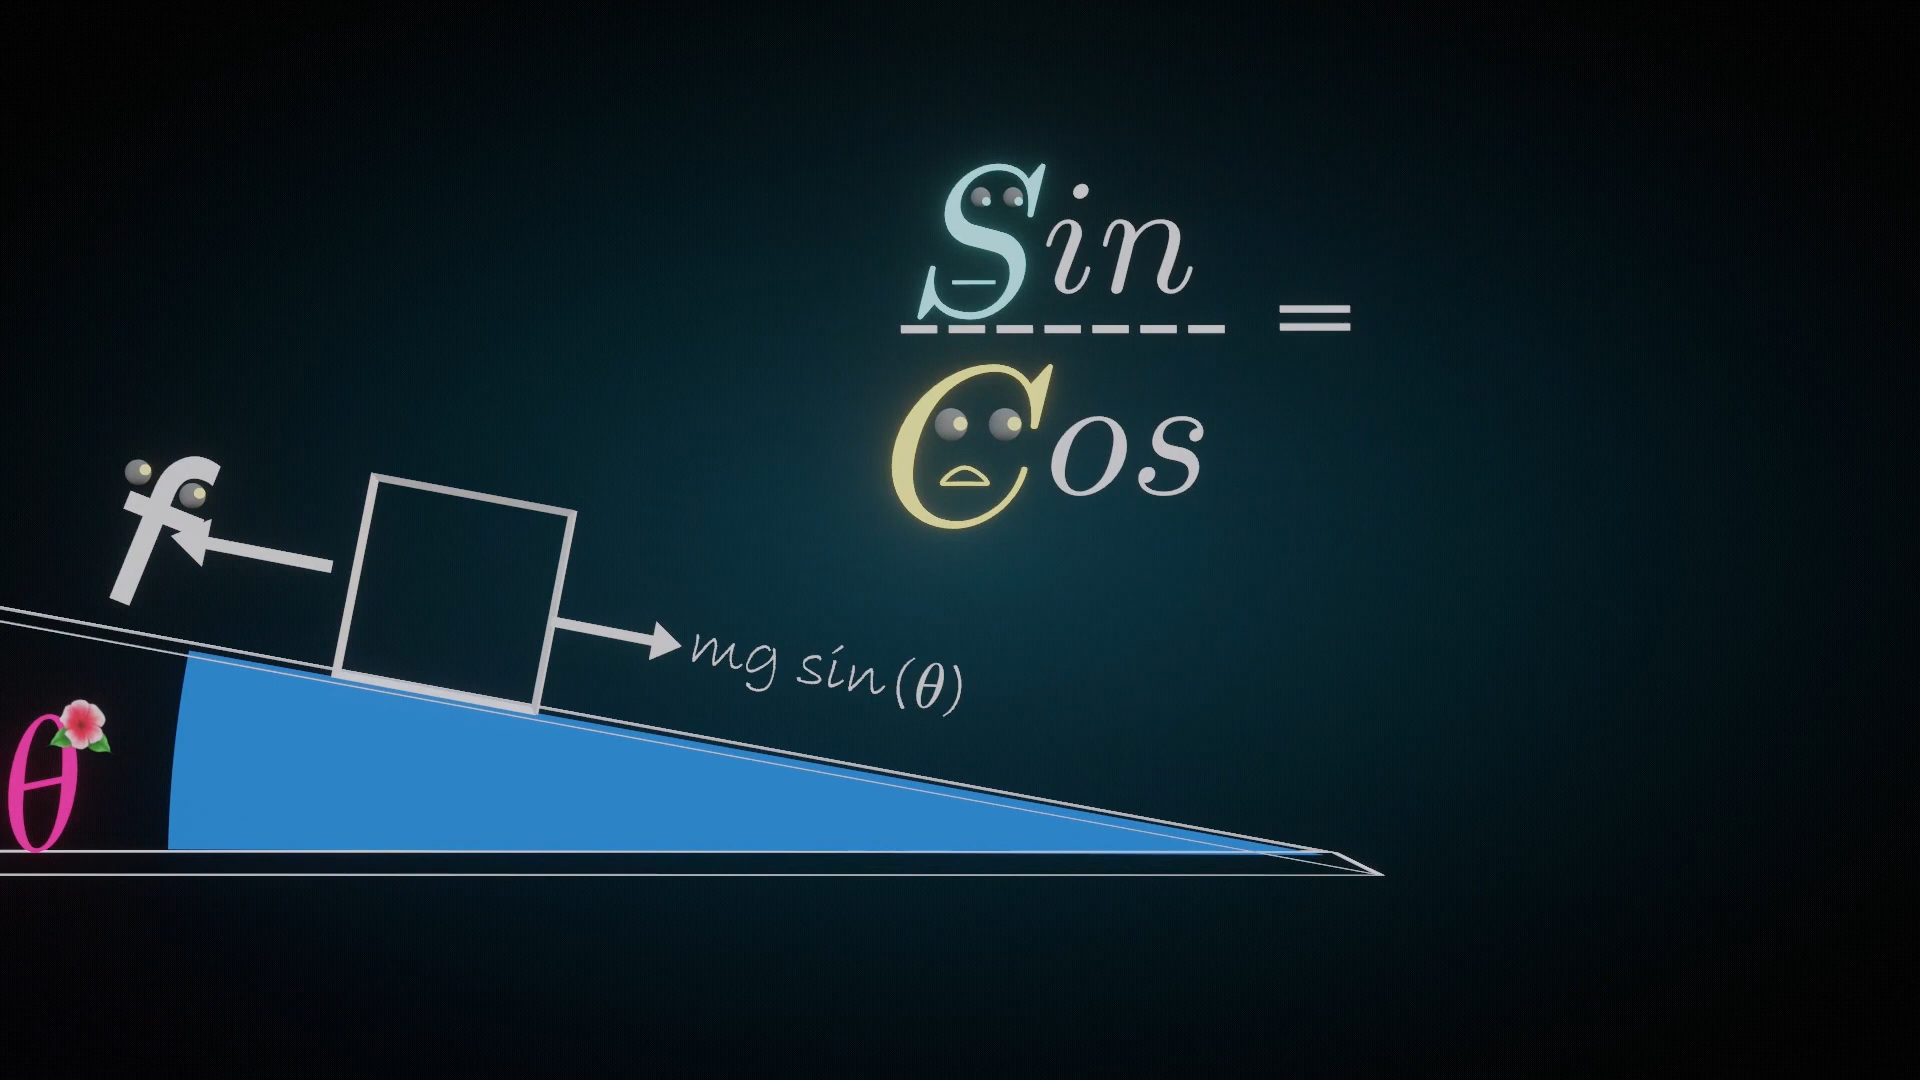 Sin
=
Cos
f
mg sin(θ)
θ